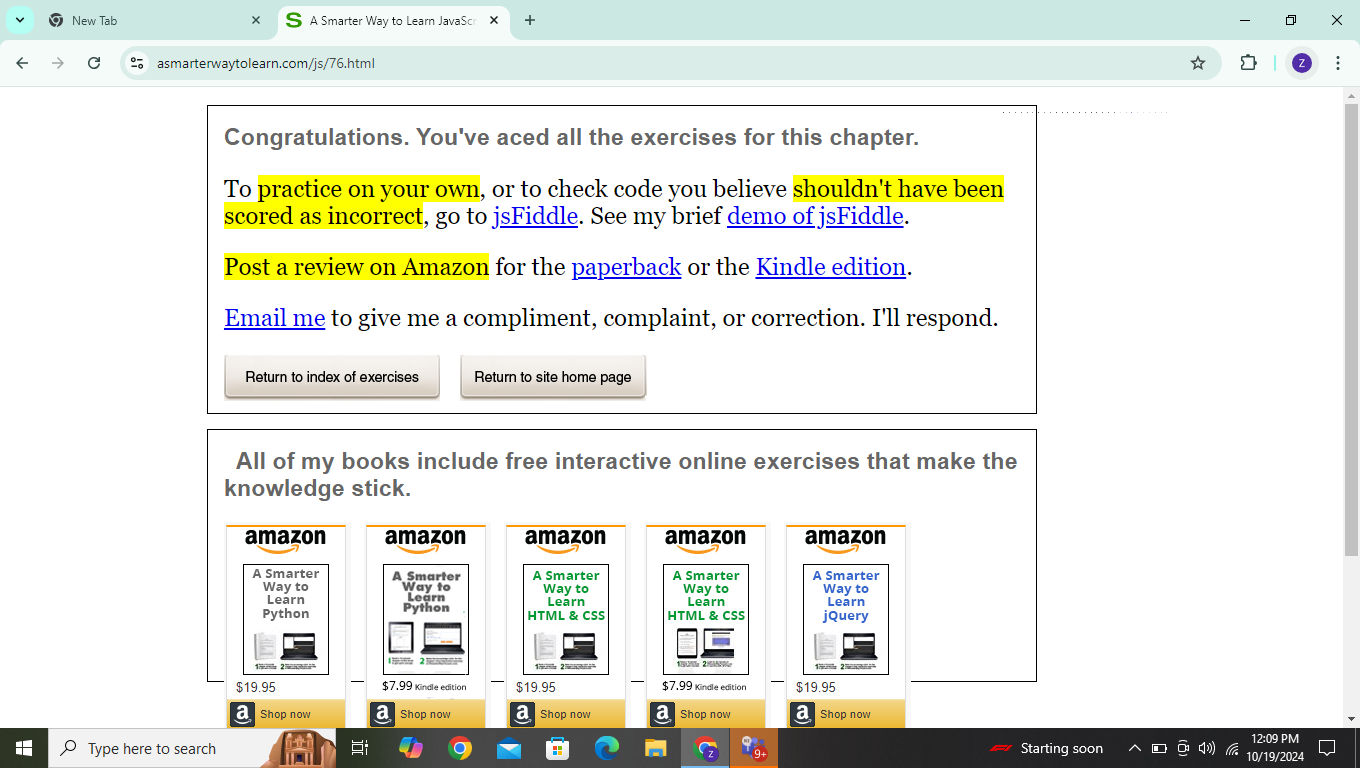 New Tab
A Smarter Way to Learn JavaSc
asmarterwaytolearn.com/js/76.html
Z
Congratulations. You've aced all the exercises for this chapter.
To practice on your own, or to check code you believe shouldn't have been
scored as incorrect, go to jsFiddle. See my brief demo of jsFiddle.
Post a review on Amazon for the paperback or the Kindle edition.
Email me to give me a compliment, complaint, or correction. I'll respond.
Return to index of exercises Return to site home page
All of my books include free interactive online exercises that make the
knowledge stick.
amazon amazon amazon amazon amazon
A Smarter A Smarter A Smarter A Smarter A Smarter
Way to Way to Way to Way to Way to
Learn Learn Learn Learn Learn
Python Python HTML & CSS HTML & CSS jQuery
$19.95 $7.99 Kindle edition $19.95 $7.99 Kindle edition $19.95
Shop now Shop now Shop now Shop now Shop now
Type here to search
9+
Starting soon
12:09 PM
10/19/2024